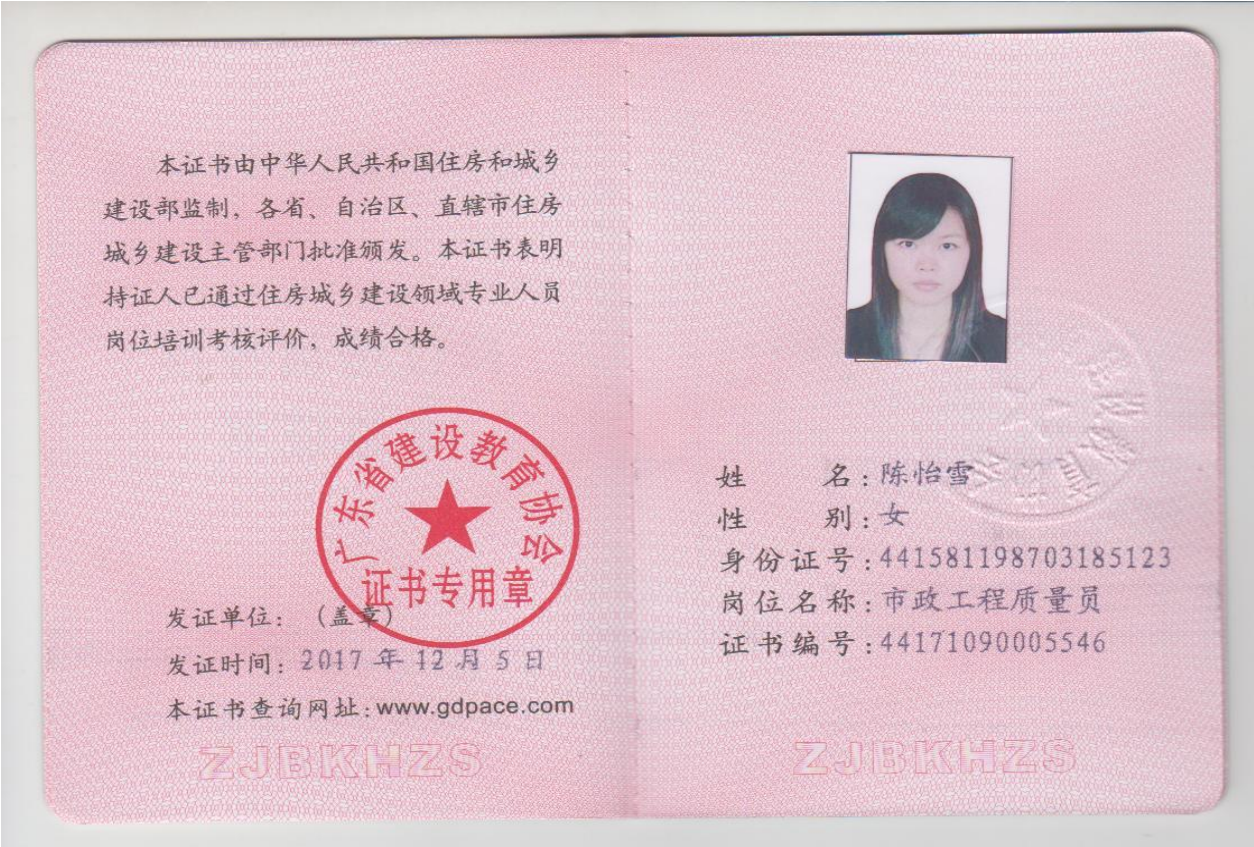 本证书由中华人民共和国住房和城乡
建设部监制，各省、自治区、直辖市住房
城乡建设主管部门批准颁发。本证书表明
持证人已通过住房城乡建设领域专业人员
岗位培训考核评价，成绩合格。
广东省建设教育协会
证书专用章
发证单位：（盖章）
发证时间：2017 年 12 月 5 日
本证书查询网址：www.gdpace.com
ZJBKHZS
姓 名：陈怡雪
性 别：女
身份证号：441581198703185123
岗位名称：市政工程质量员
证书编号：44171090005546
ZJBKHZS